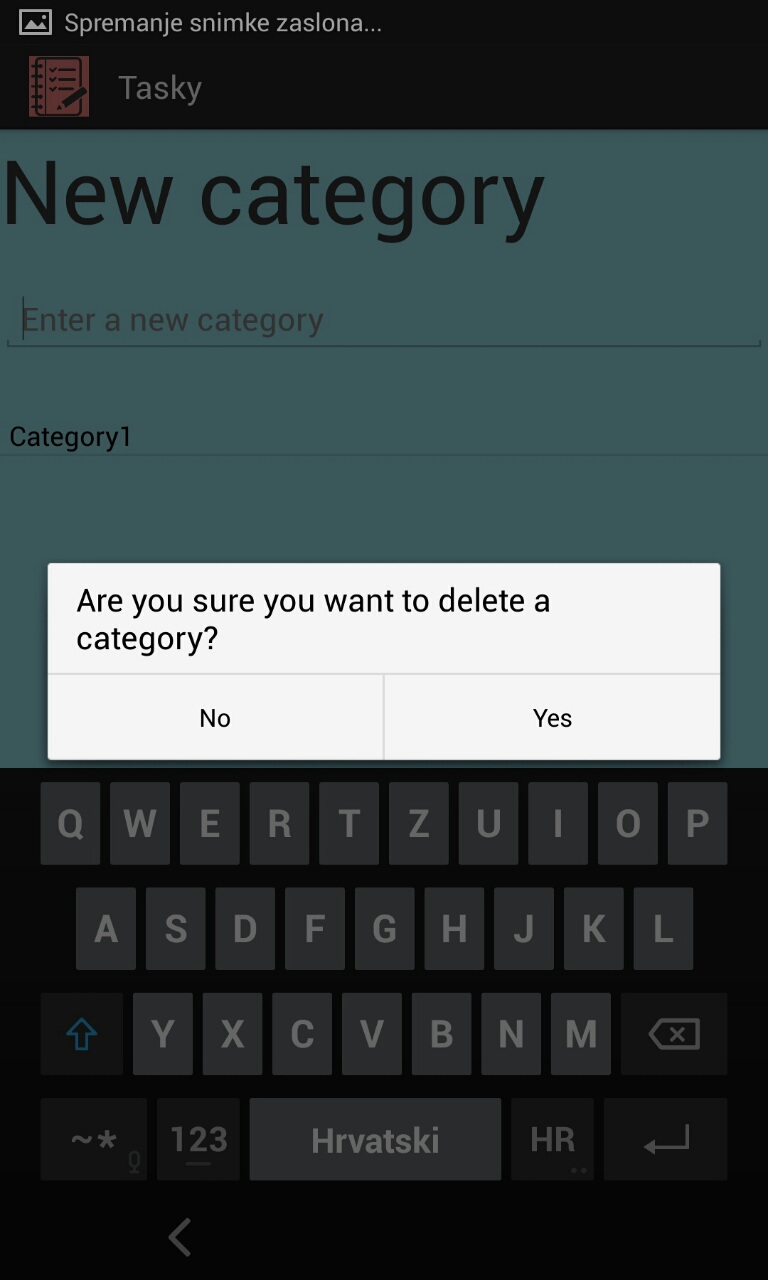 Spremanje snimke zaslona...
Tasky
New category
Enter a new category
Category1
Are you sure you want to delete a
category?
No Yes
Q W E R T Z U I O P
A S D F G H J K L
Y X C V B N M
~* 123 Hrvatski HR